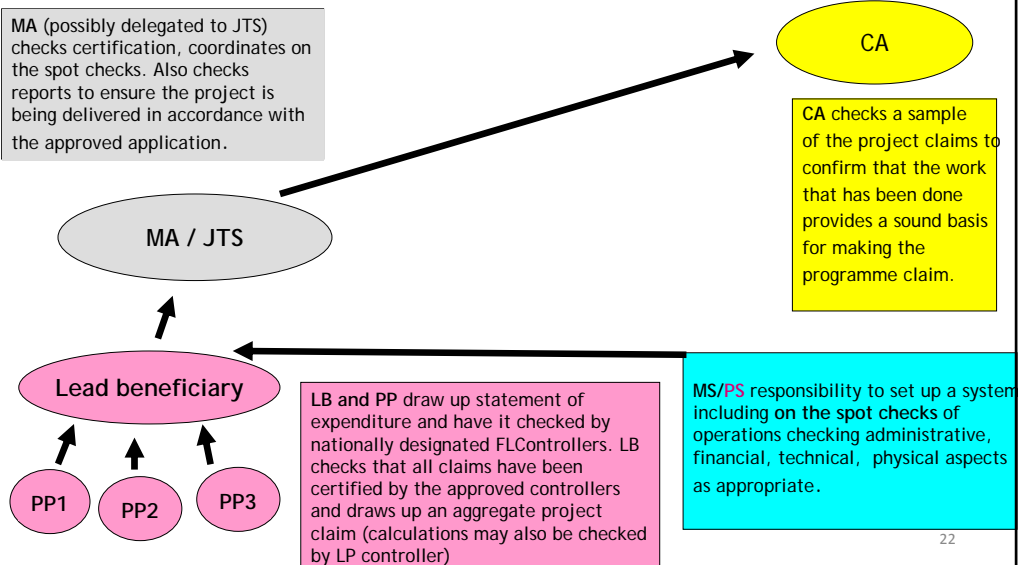 MA (possibly delegated to JTS)
checks certification, coordinates on
the spot checks. Also checks
reports to ensure the project is
being delivered in accordance with
the approved application.
CA
CA checks a sample
of the project claims to
confirm that the work
that has been done
provides a sound basis
for making the
programme claim.
MA / JTS
Lead beneficiary
PP1
PP2
PP3
LB and PP draw up statement of
expenditure and have it checked by
nationally designated FLControllers. LB
checks that all claims have been
certified by the approved controllers
and draws up an aggregate project
claim (calculations may also be checked
by LP controller)
MS/PS responsibility to set up a system
including on the spot checks of
operations checking administrative,
financial, technical, physical aspects
as appropriate.
22